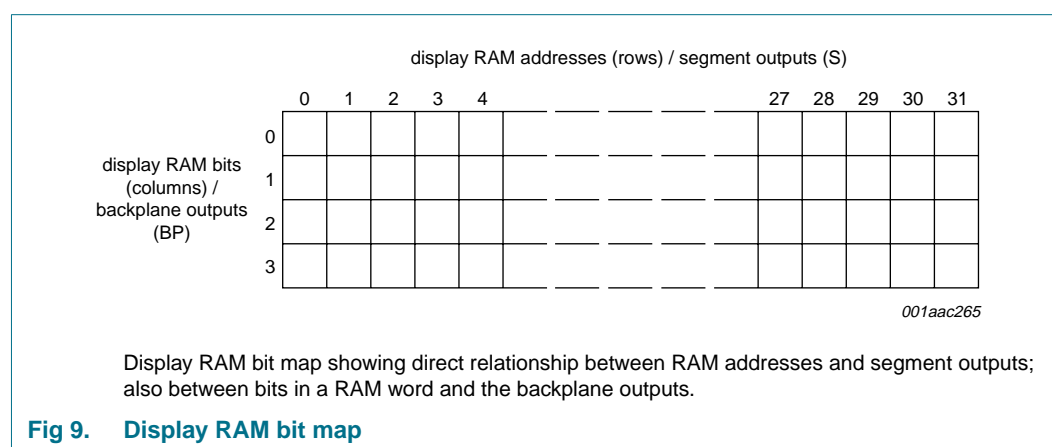 display RAM addresses (rows) / segment outputs (S)
0 1 2 3 4 27 28 29 30 31
0
display RAM bits
1
(columns) /
backplane outputs
2
(BP)
3
001aac265
Display RAM bit map showing direct relationship between RAM addresses and segment outputs;
also between bits in a RAM word and the backplane outputs.
Fig 9. Display RAM bit map